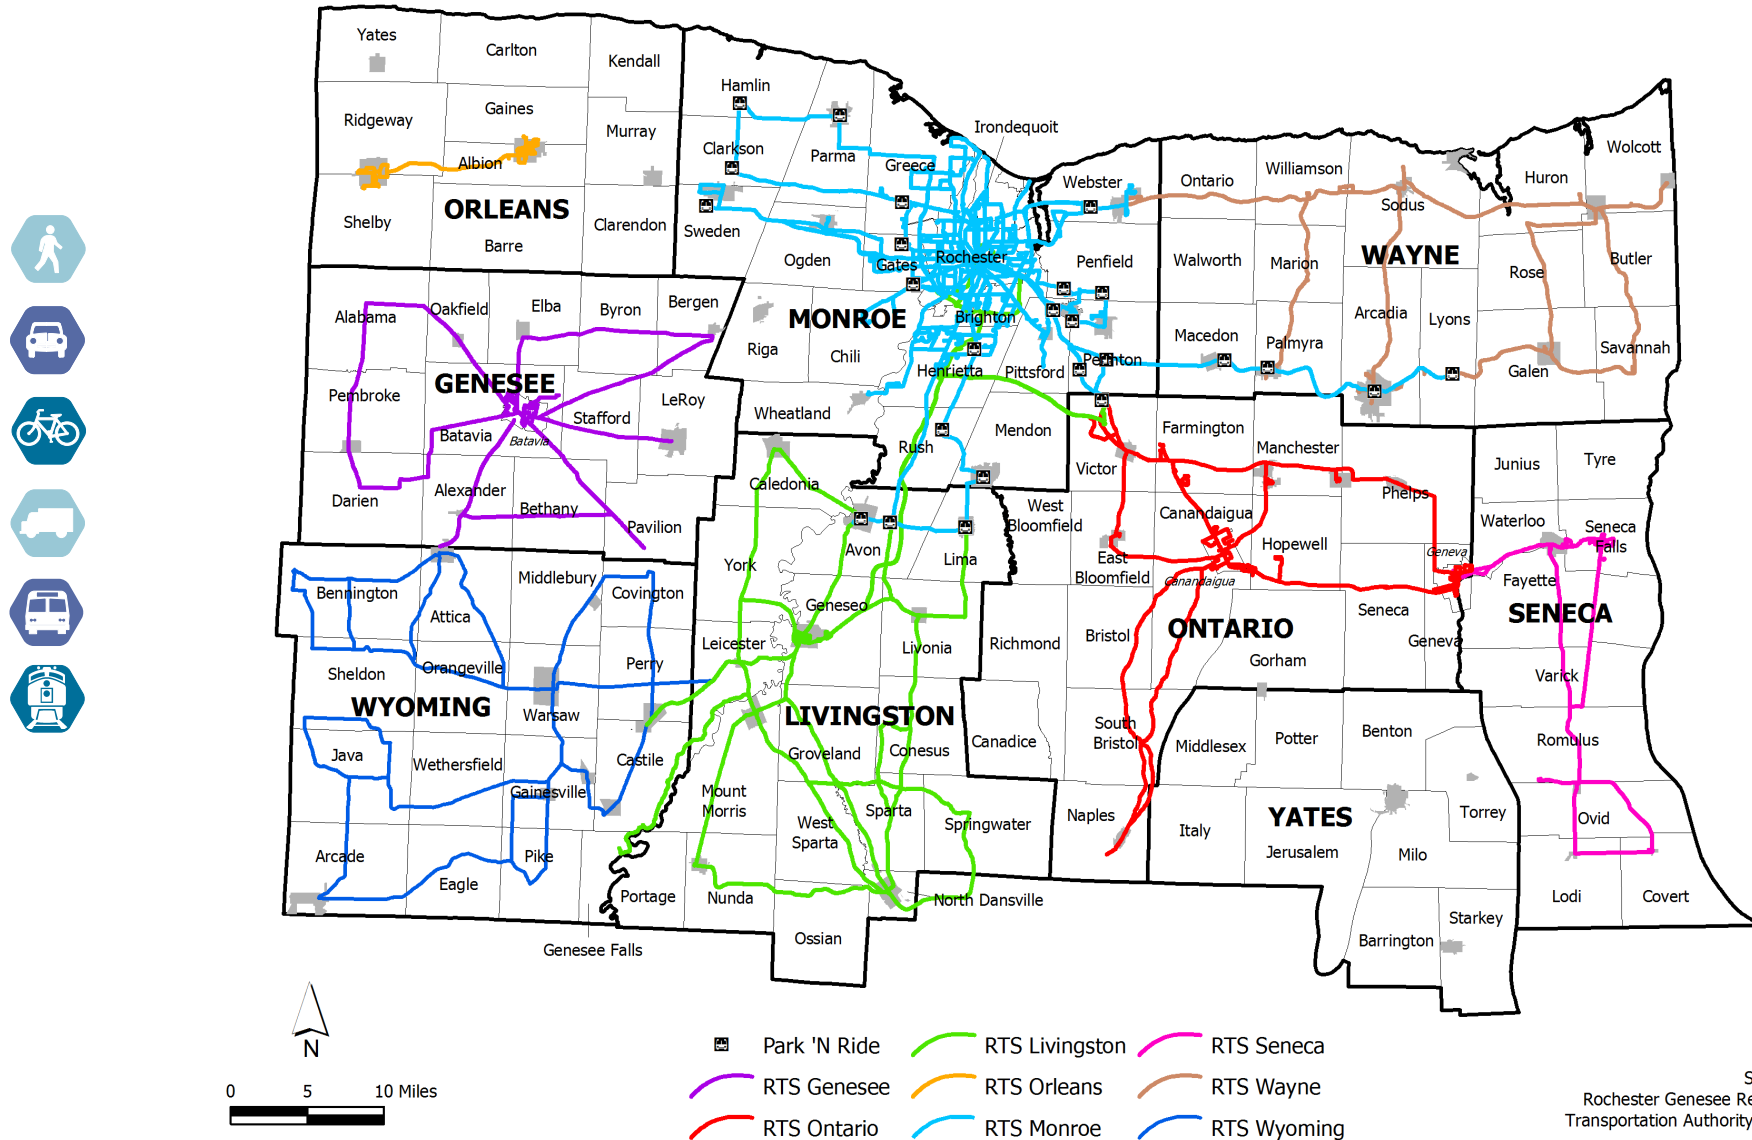 Yates
Carlton
Kendall
Hamlin
Ridgeway
Gaines
Murray
Irondequoit
Clarkson
Parma
Greece
Albion
Webster
Ontario
Williamson
Wolcott
Huron
Sodus
ORLEANS
Shelby
Clarendon
Sweden
Barre
Ogden
Gates
Rochester
Penfield
Walworth
Marion
WAYNE
Rose
Butler
Alabama
Oakfield
Elba
Byron
Bergen
MONROE
Brighton
Arcadia
Lyons
Macedon
Palmyra
Savannah
Riga
Chili
Henrietta
Pittsford
Perinton
Galen
GENESEE
Pembroke
Stafford
LeRoy
Wheatland
Batavia
Batavia
Rush
Mendon
Farmington
Manchester
Victor
Junius
Tyre
Darien
Alexander
Bethany
Pavilion
Caledonia
West
Bloomfield
Canandaigua
Phelps
Waterloo
Seneca
Falls
Avon
Lima
East
Bloomfield
Hopewell
Geneva
York
Middlebury
Bennington
Covington
Attica
Geneseo
Canandaigua
Fayette
Seneca
SENECA
Leicester
Livonia
Richmond
Bristol
ONTARIO
Geneva
Gorham
Sheldon
Orangeville
Perry
Varick
WYOMING
Warsaw
LIVINGSTON
South
Bristol
Middlesex
Potter
Benton
Romulus
Java
Wethersfield
Castile
Groveland
Conesus
Canadice
Gainesville
Mount
Morris
West
Sparta
Sparta
Springwater
Naples
Italy
YATES
Torrey
Ovid
Jerusalem
Milo
Arcade
Pike
Eagle
Portage
Nunda
North Dansville
Lodi
Covert
Starkey
Barrington
Genesee Falls
Ossian
N
0 5 10 Miles
Park 'N Ride
RTS Livingston
RTS Seneca
RTS Genesee
RTS Orleans
RTS Wayne
RTS Ontario
RTS Monroe
RTS Wyoming
S
Rochester Genesee Re
Transportation Authority